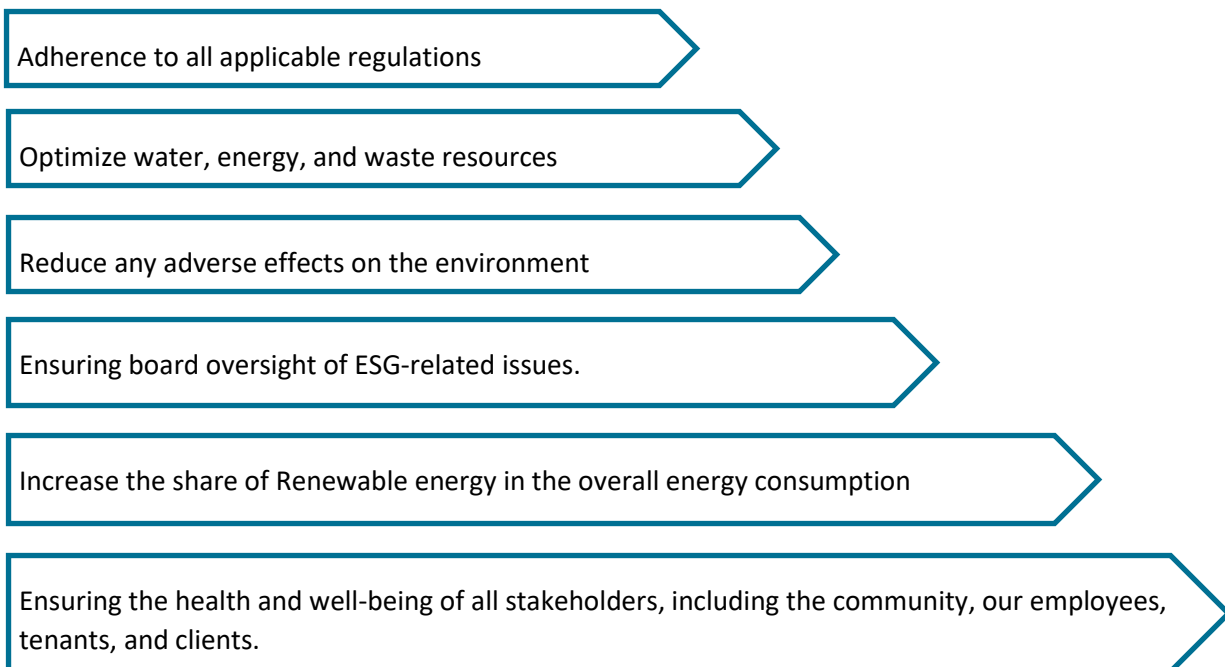 Adherence to all applicable regulations
Optimize water, energy, and waste resources
Reduce any adverse effects on the environment
Ensuring board oversight of ESG-related issues.
Increase the share of Renewable energy in the overall energy consumption
Ensuring the health and well-being of all stakeholders, including the community, our employees,
tenants, and clients.